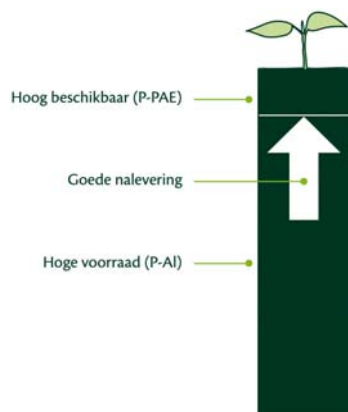 Hoog beschikbaar (P-PAE)
Goede nalevering
Hoge voorraad (P-Al)